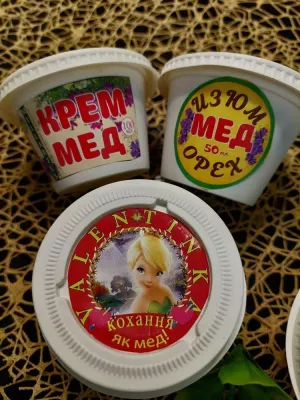 КРЕМ
МЕД
ИЗЮМ
МЕД
50
ОРЕХ
VALENTINKA
КОХАННЯ
ЯК МЕД!